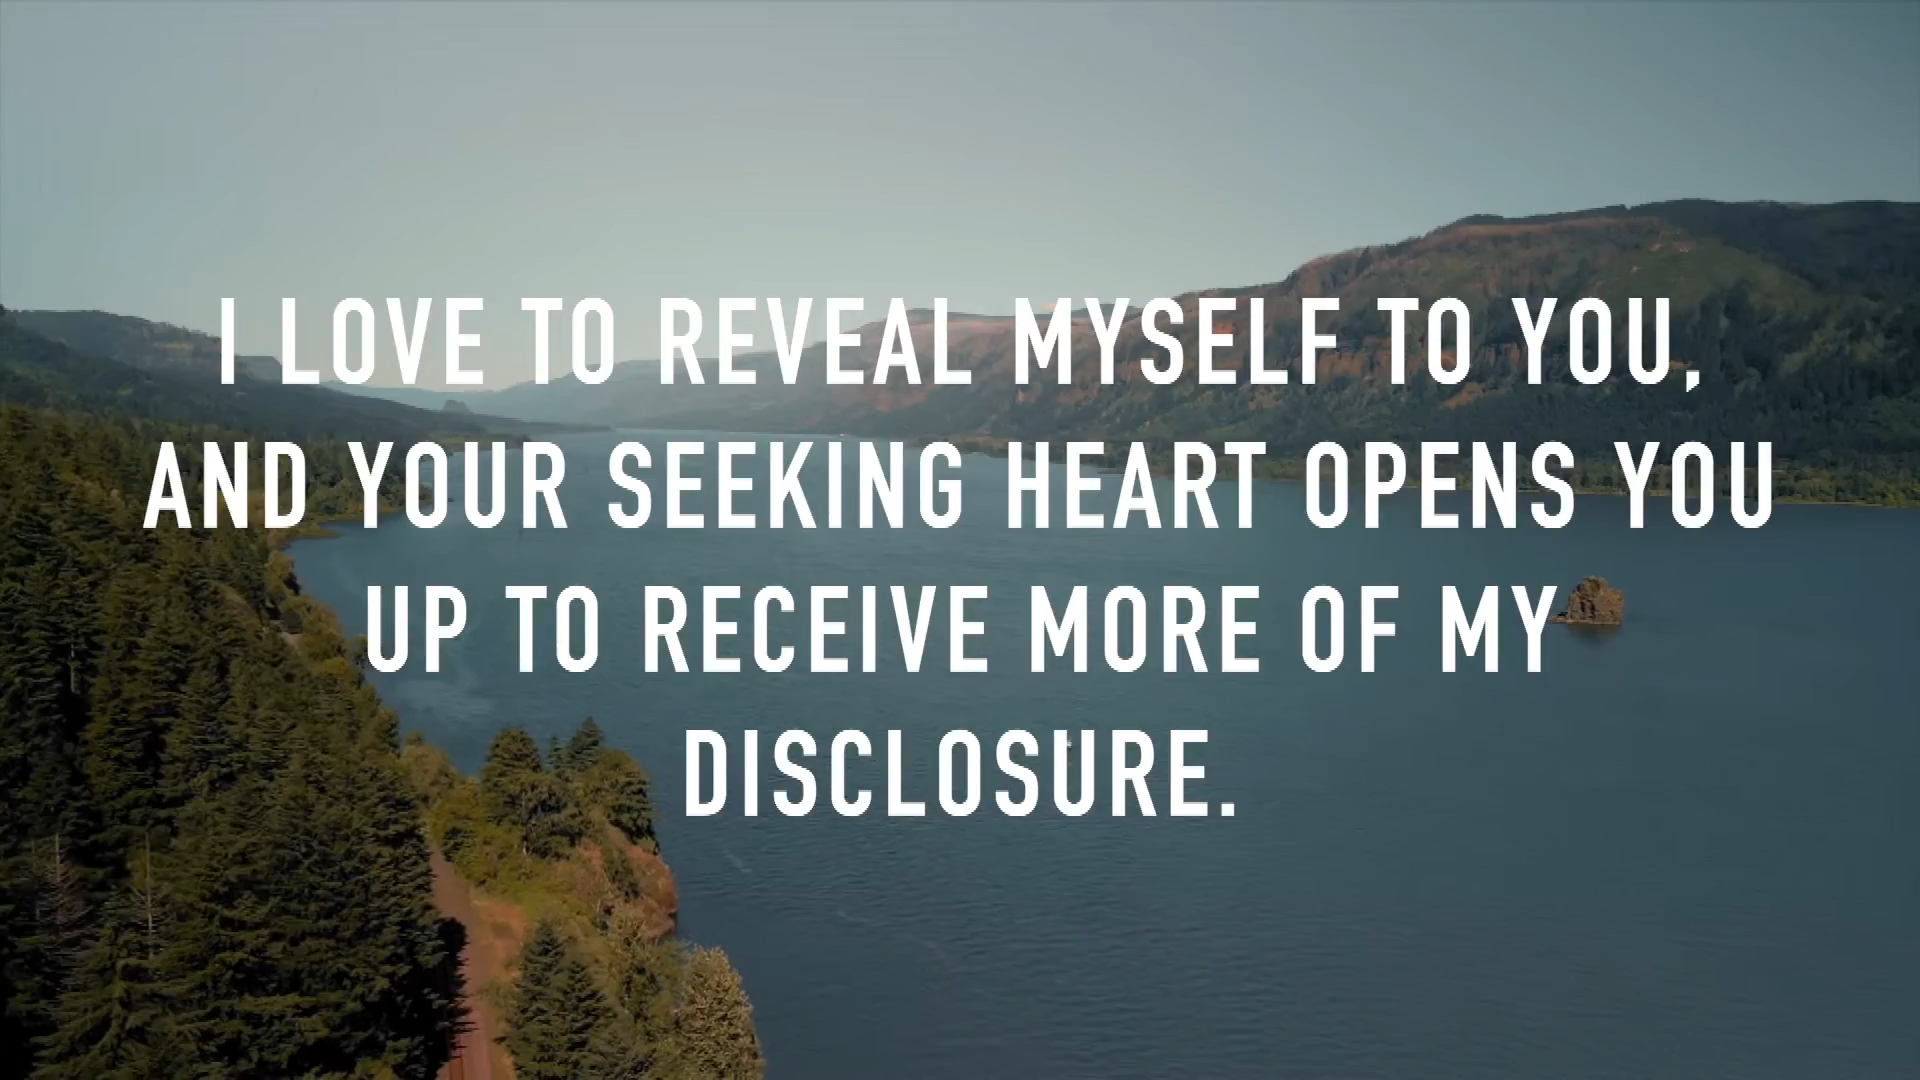 I LOVE TO REVEAL MYSELF TO YOU,
AND YOUR SEEKING HEART OPENS YOU
UP TO RECEIVE MORE OF MY
DISCLOSURE.